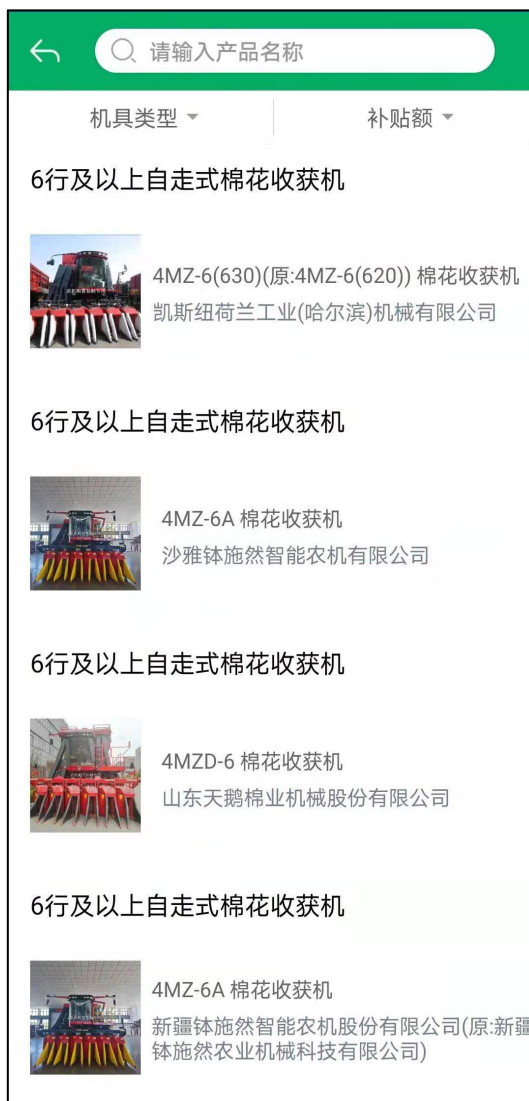 请输入产品名称
机具类型 补贴额
6行及以上自走式棉花收获机
4MZ-6(630)(原:4MZ-6(620)) 棉花收获机
凯斯纽荷兰工业(哈尔滨)机械有限公司
6行及以上自走式棉花收获机
4MZ-6A 棉花收获机
沙雅钵施然智能农机有限公司
6行及以上自走式棉花收获机
4MZD-6 棉花收获机
山东天鹅棉业机械股份有限公司
6行及以上自走式棉花收获机
4MZ-6A 棉花收获机
新疆钵施然智能农机股份有限公司(原:新疆
钵施然农业机械科技有限公司)